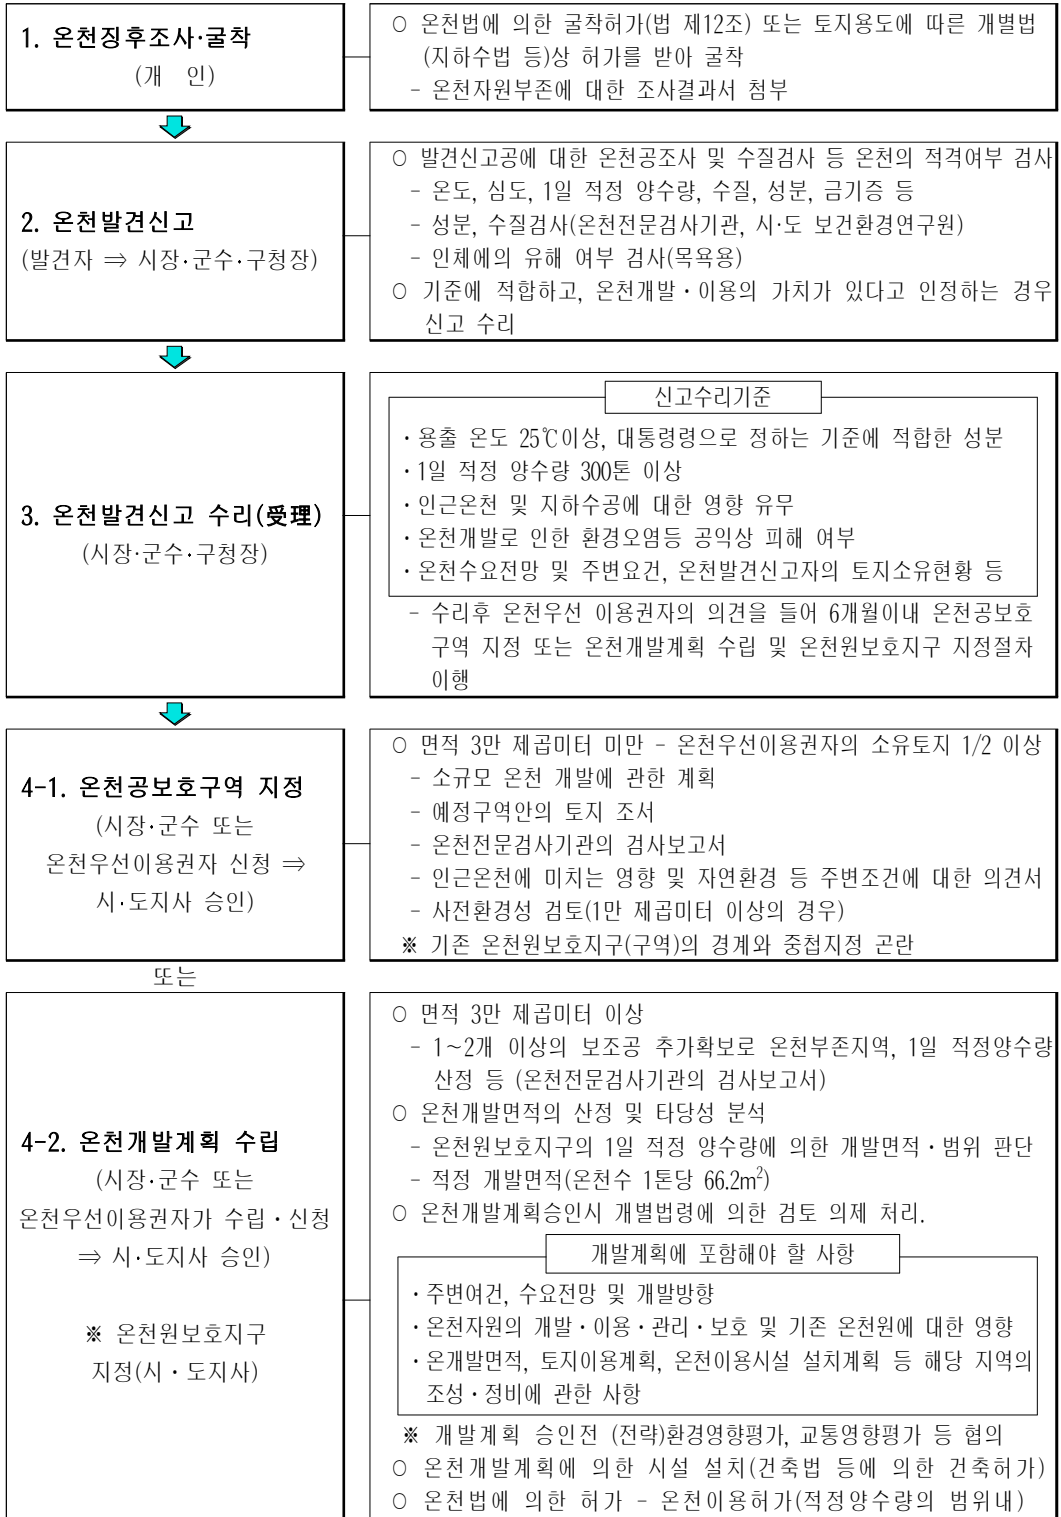 1. 온천징후조사·굴착
(개 인)
○ 온천법에 의한 굴착허가(법 제12조) 또는 토지용도에 따른 개별법
(지하수법 등)상 허가를 받아 굴착
- 온천자원부존에 대한 조사결과서 첨부
2. 온천발견신고
(발견자 ⇒ 시장·군수·구청장)
○ 발견신고공에 대한 온천공조사 및 수질검사 등 온천의 적격여부 검사
- 온도, 심도, 1일 적정 양수량, 수질, 성분, 금기증 등
- 성분, 수질검사(온천전문검사기관, 시·도 보건환경연구원)
- 인체에의 유해 여부 검사(목욕용)
○ 기준에 적합하고, 온천개발·이용의 가치가 있다고 인정하는 경우
신고 수리
3. 온천발견신고 수리(受理)
(시장·군수·구청장)
신고수리기준
·용출 온도 25℃이상, 대통령령으로 정하는 기준에 적합한 성분
·1일 적정 양수량 300톤 이상
·인근온천 및 지하수공에 대한 영향 유무
·온천개발로 인한 환경오염등 공익상 피해 여부
·온천수요전망 및 주변요건, 온천발견신고자의 토지소유현황 등
- 수리후 온천우선 이용권자의 의견을 들어 6개월이내 온천공보호
구역 지정 또는 온천개발계획 수립 및 온천원보호지구 지정절차
이행
4-1. 온천공보호구역 지정
(시장·군수 또는
온천우선이용권자 신청 ⇒
시·도지사 승인)
○ 면적 3만 제곱미터 미만 - 온천우선이용권자의 소유토지 1/2 이상
- 소규모 온천 개발에 관한 계획
- 예정구역안의 토지 조서
- 온천전문검사기관의 검사보고서
- 인근온천에 미치는 영향 및 자연환경 등 주변조건에 대한 의견서
- 사전환경성 검토(1만 제곱미터 이상의 경우)
※ 기존 온천원보호지구(구역)의 경계와 중첩지정 곤란
또는
4-2. 온천개발계획 수립
(시장·군수 또는
온천우선이용권자가 수립·신청
⇒ 시·도지사 승인)
※ 온천원보호지구
지정(시·도지사)
○ 면적 3만 제곱미터 이상
- 1~2개 이상의 보조공 추가확보로 온천부존지역, 1일 적정양수량
산정 등 (온천전문검사기관의 검사보고서)
○ 온천개발면적의 산정 및 타당성 분석
- 온천원보호지구의 1일 적정 양수량에 의한 개발면적·범위 판단
- 적정 개발면적(온천수 1톤당 66.2m²)
○ 온천개발계획승인시 개별법령에 의한 검토 의제 처리.
개발계획에 포함해야 할 사항
·주변여건, 수요전망 및 개발방향
·온천자원의 개발·이용·관리·보호 및 기존 온천원에 대한 영향
·온개발면적, 토지이용계획, 온천이용시설 설치계획 등 해당 지역의
조성·정비에 관한 사항
※ 개발계획 승인전 (전략)환경영향평가, 교통영향평가 등 협의
○ 온천개발계획에 의한 시설 설치(건축법 등에 의한 건축허가)
○ 온천법에 의한 허가 - 온천이용허가(적정양수량의 범위내)